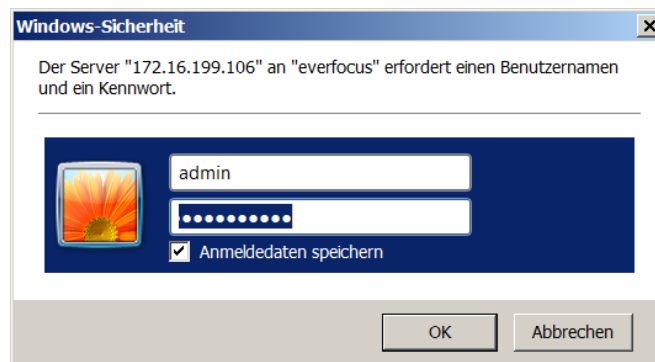 Windows-Sicherheit
Der Server "172.16.199.106" an "everfocus" erfordert einen Benutzernamen
und ein Kennwort.
admin
Anmeldedaten speichern
OK
Abbrechen